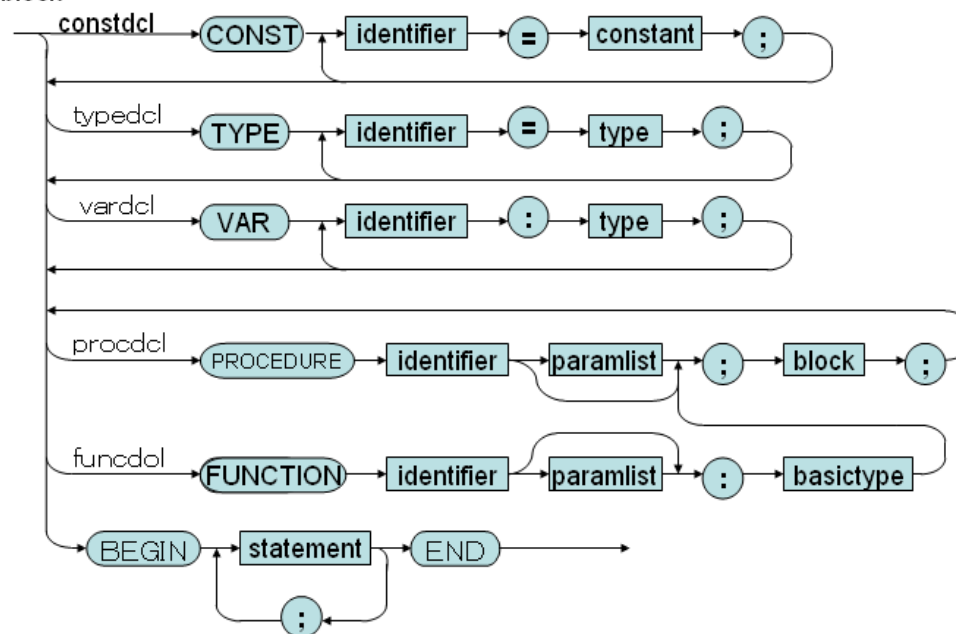 constdcl CONST identifier = constant ;
typedcl TYPE identifier = type ;
vardcl VAR identifier : type ;
procdcl PROCEDURE identifier paramlist ; block ;
funcdol FUNCTION identifier paramlist : basictype
BEGIN statement END
;